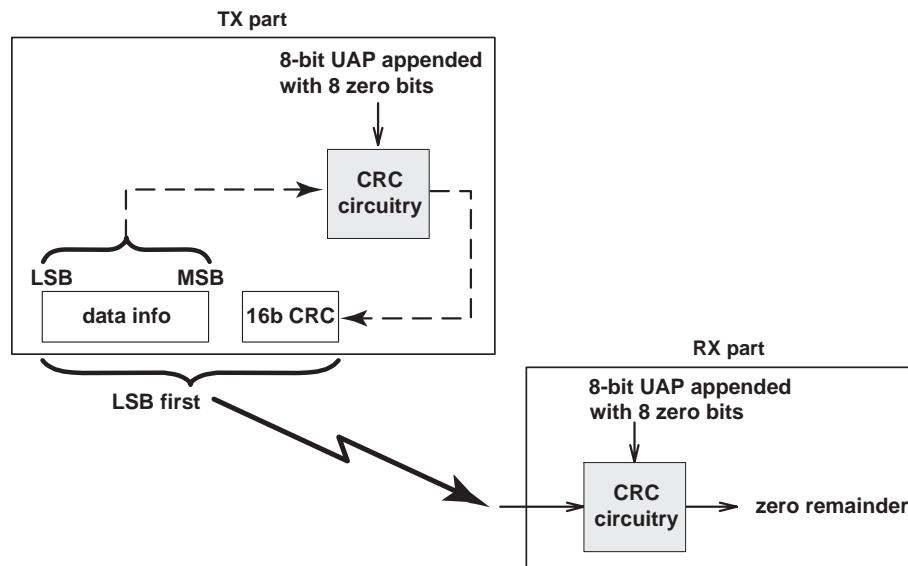 TX part
8-bit UAP appended
with 8 zero bits
CRC
circuitry
LSB
MSB
data info
16b CRC
LSB first
RX part
8-bit UAP appended
with 8 zero bits
CRC
circuitry
zero remainder